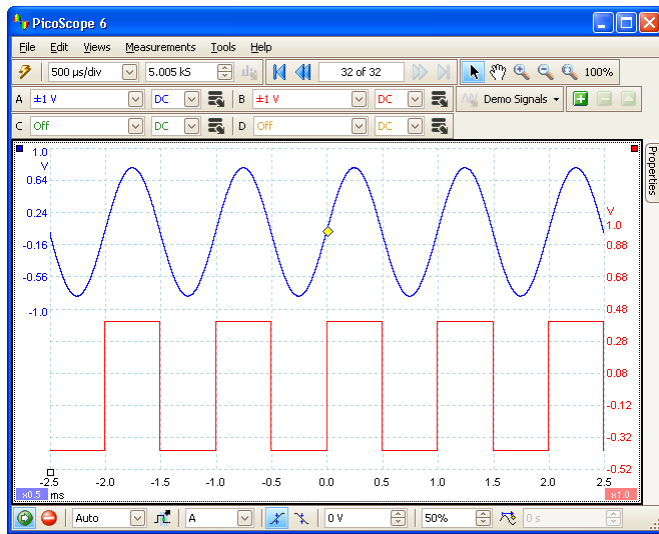 PicoScope 6
File Edit Views Measurements Tools Help
500 µs/div 5.005 kS 32 of 32 100%
A ±1 V DC B ±1 V DC Demo Signals
C Off DC D Off DC
Properties
1.0
V
0.64
0.24
-0.16
-0.56
-1.0
V
1.0
0.88
0.68
0.48
0.28
0.08
-0.12
-0.32
-0.52
-2.5 -2.0 -1.5 -1.0 -0.5 0.0 0.5 1.0 1.5 2.0 2.5
x0.5 ms x1.0
Auto A 0 V 50% 0 s